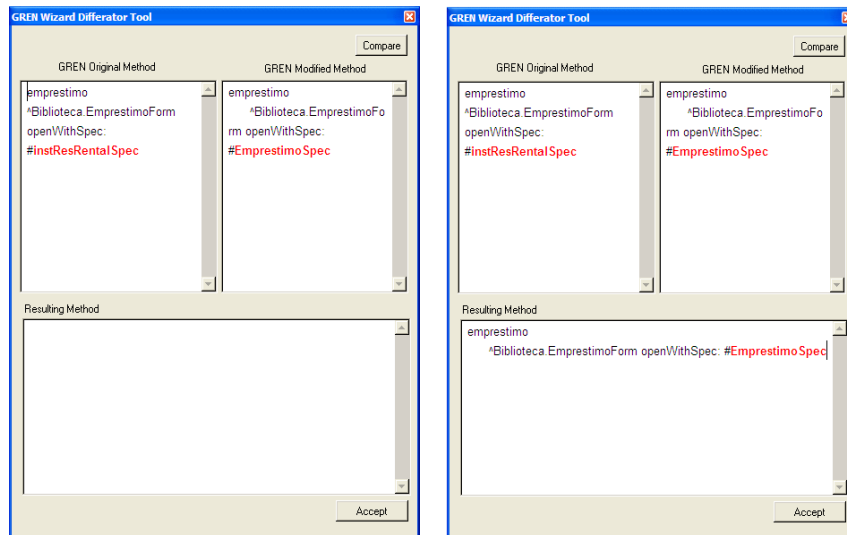 GREN Wizard Differator Tool
Compare
GREN Original Method
GREN Modified Method
emprestimo
^Biblioteca.EmprestimoForm
openWithSpec:
#instResRentalSpec
emprestimo
^Biblioteca.EmprestimoFo
rm openWithSpec:
#EmprestimoSpec
Resulting Method
Accept
GREN Wizard Differator Tool
Compare
GREN Original Method
GREN Modified Method
emprestimo
^Biblioteca.EmprestimoForm
openWithSpec:
#instResRentalSpec
emprestimo
^Biblioteca.EmprestimoFo
rm openWithSpec:
#EmprestimoSpec
Resulting Method
emprestimo
^Biblioteca.EmprestimoForm openWithSpec: #EmprestimoSpec
Accept